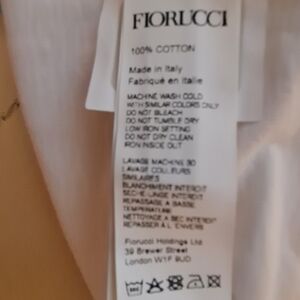 FIORUCCI
100% COTTON
Made in Italy
Fabriqué en Italie
MACHINE WASH COLD
WITH SIMILAR COLORS ONLY
DO NOT BLEACH
DO NOT TUMBLE DRY
LOW IRON SETTING
DO NOT DRY CLEAN
IRON INSIDE OUT
LAVAGE MACHINE 30
LAVAGE COULEURS
SIMILAIRES
BLANCHIMENT INTERDIT
SECHE-LINGE INTERDIT
REPASSAGE A BASSE
TEMPERATURE
NETTOYAGE A SEC INTERDIT
REPASSER A L'ENVERS
Fiorucci Holdings Ltd
39 Brewer Street
London W1F 9UD